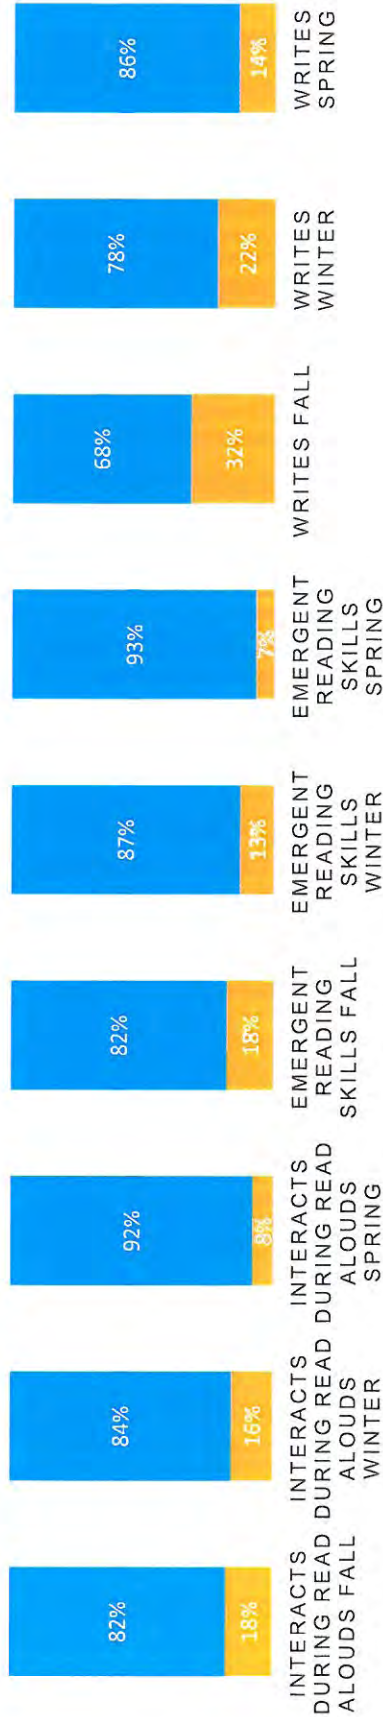 82%
84%
92%
82%
87%
93%
68%
78%
86%
18%
16%
8%
18%
13%
7%
32%
22%
14%
INTERACTS
DURING READ
ALOUDS FALL
INTERACTS
DURING READ
ALOUDS
WINTER
INTERACTS
DURING READ
ALOUDS
SPRING
EMERGENT
READING
SKILLS FALL
EMERGENT
READING
SKILLS
WINTER
EMERGENT
READING
SKILLS
SPRING
WRITES FALL
WRITES
WINTER
WRITES
SPRING